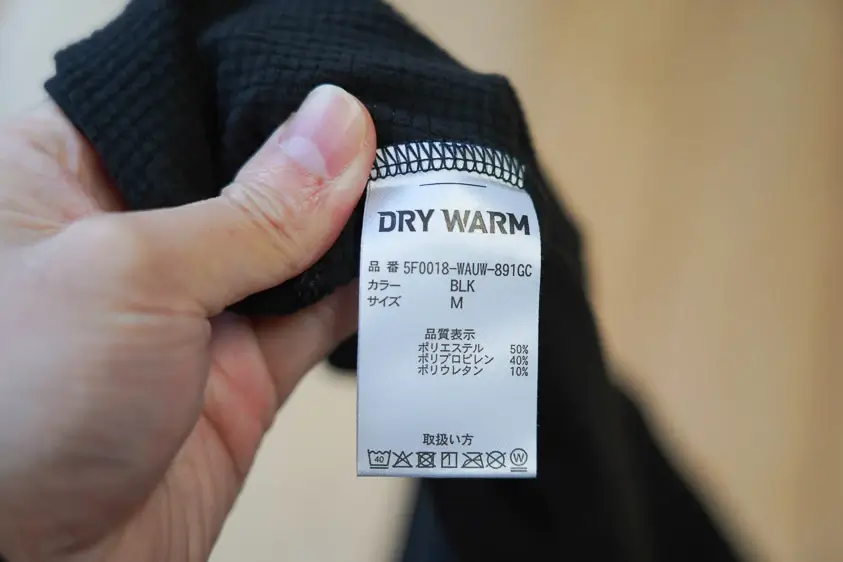 DRY WARM
品番 5F0018-WAUW-891GC
カラー BLK
サイズ M
品質表示
ポリエステル 50%
ポリプロピレン 40%
ポリウレタン 10%
取扱い方
40 W